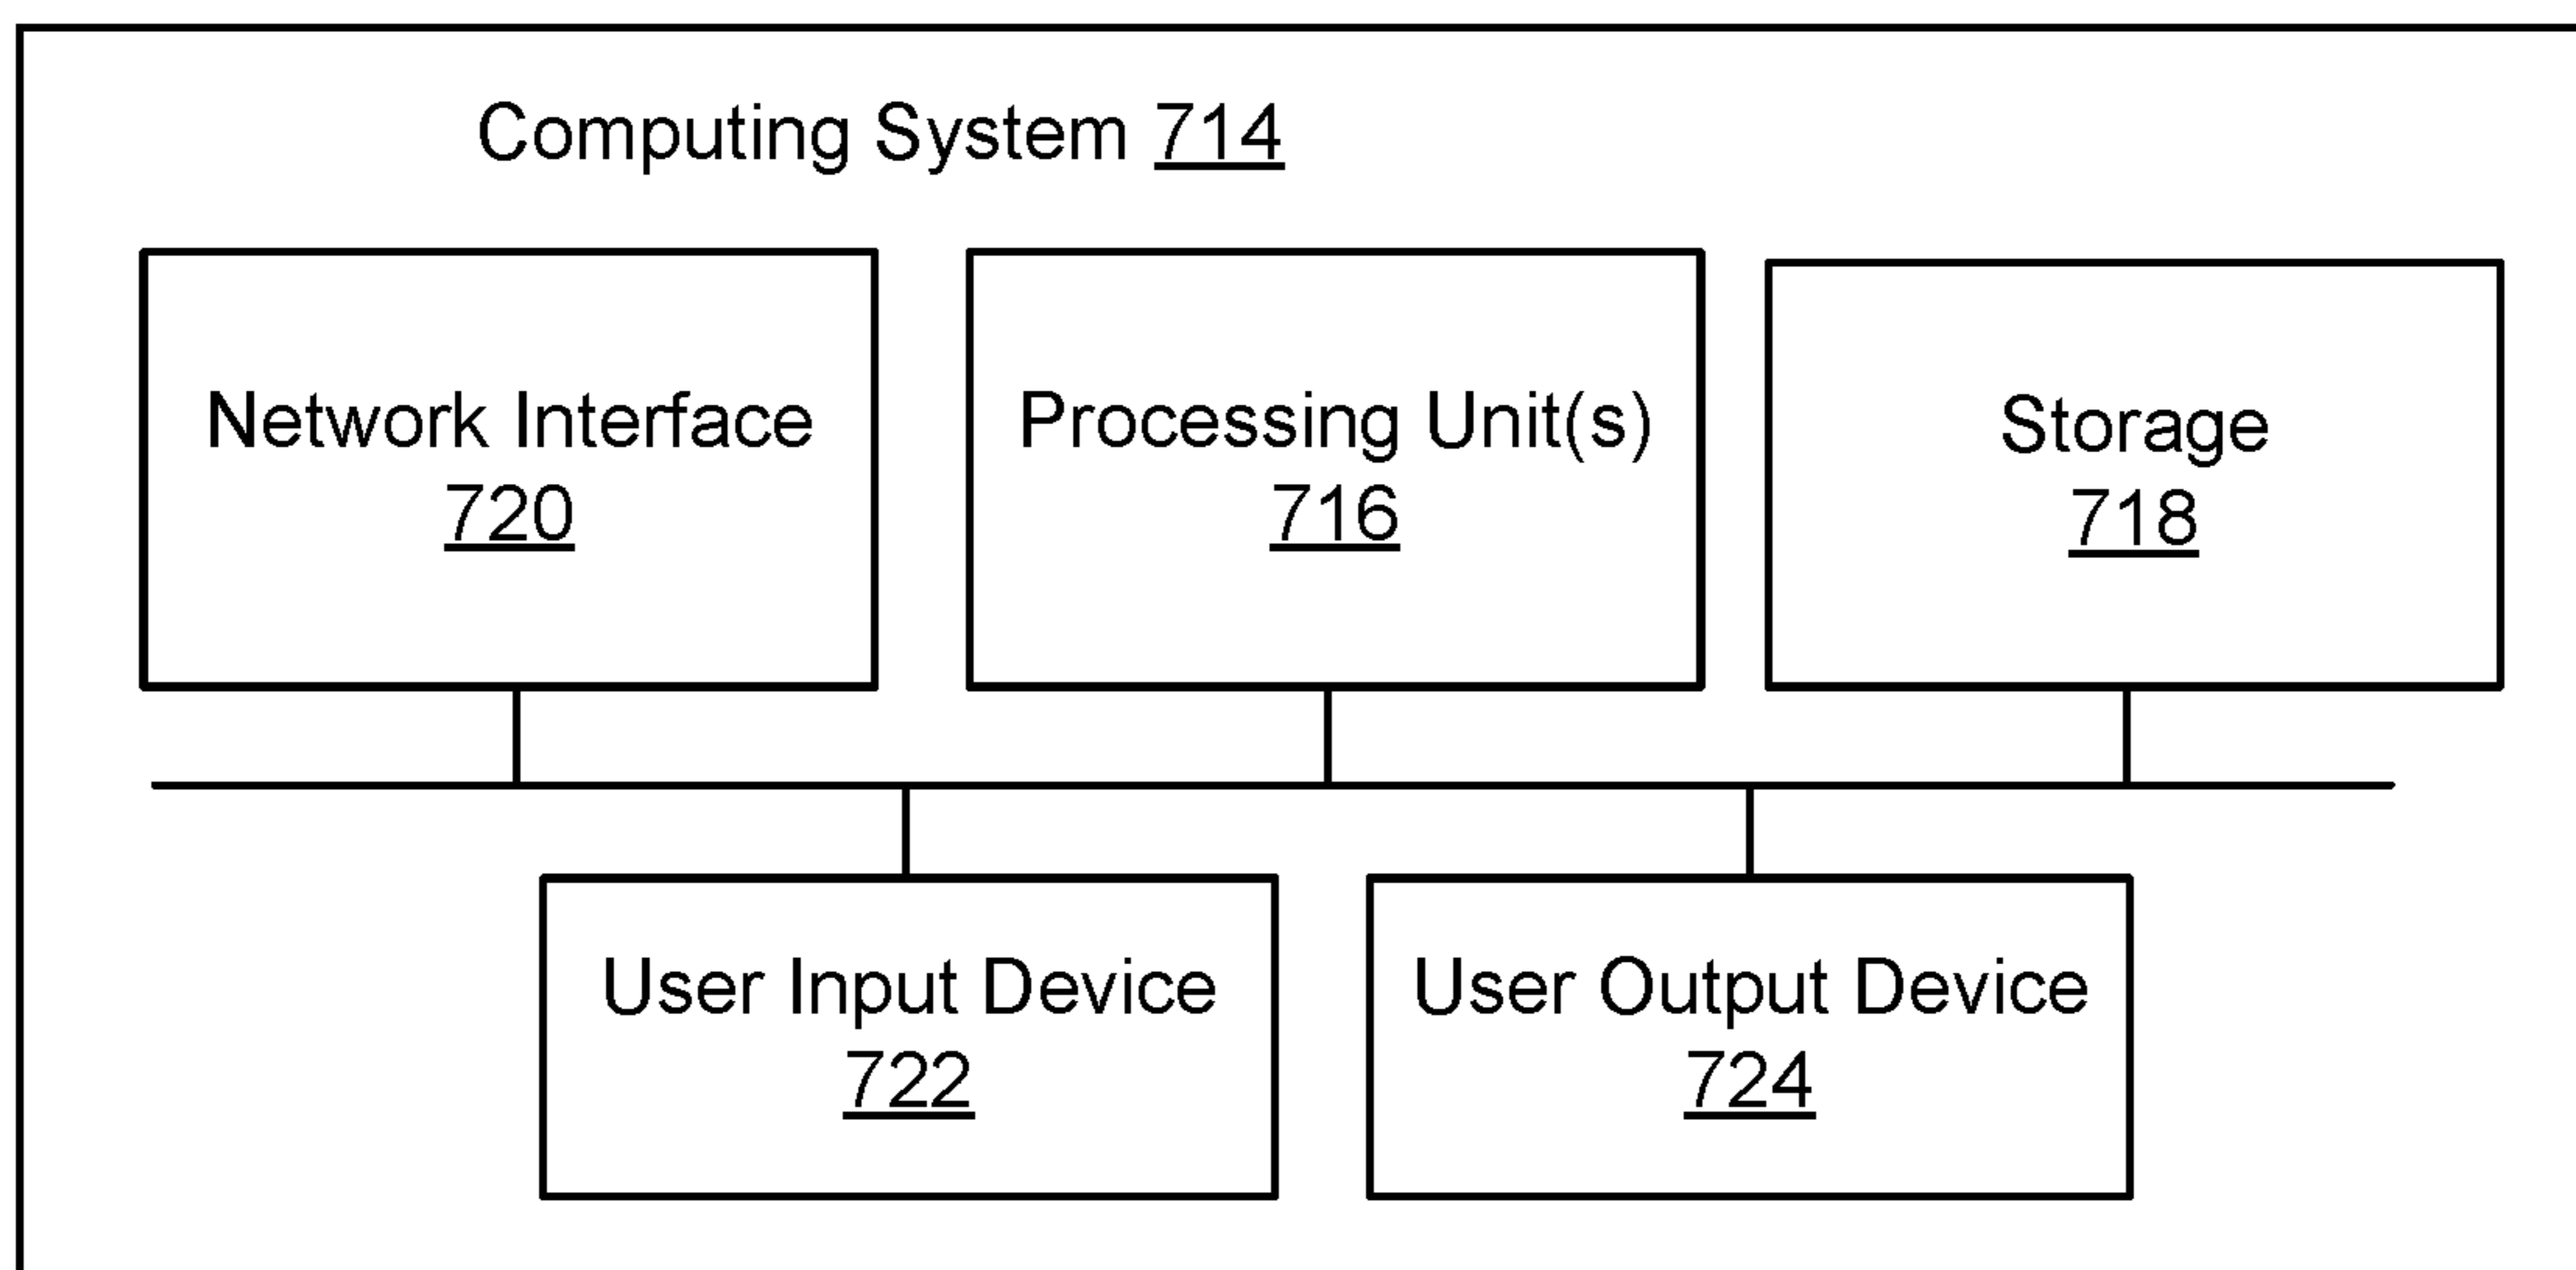 Computing System 714
Network Interface
720
Processing Unit(s)
716
Storage
718
User Input Device
722
User Output Device
724